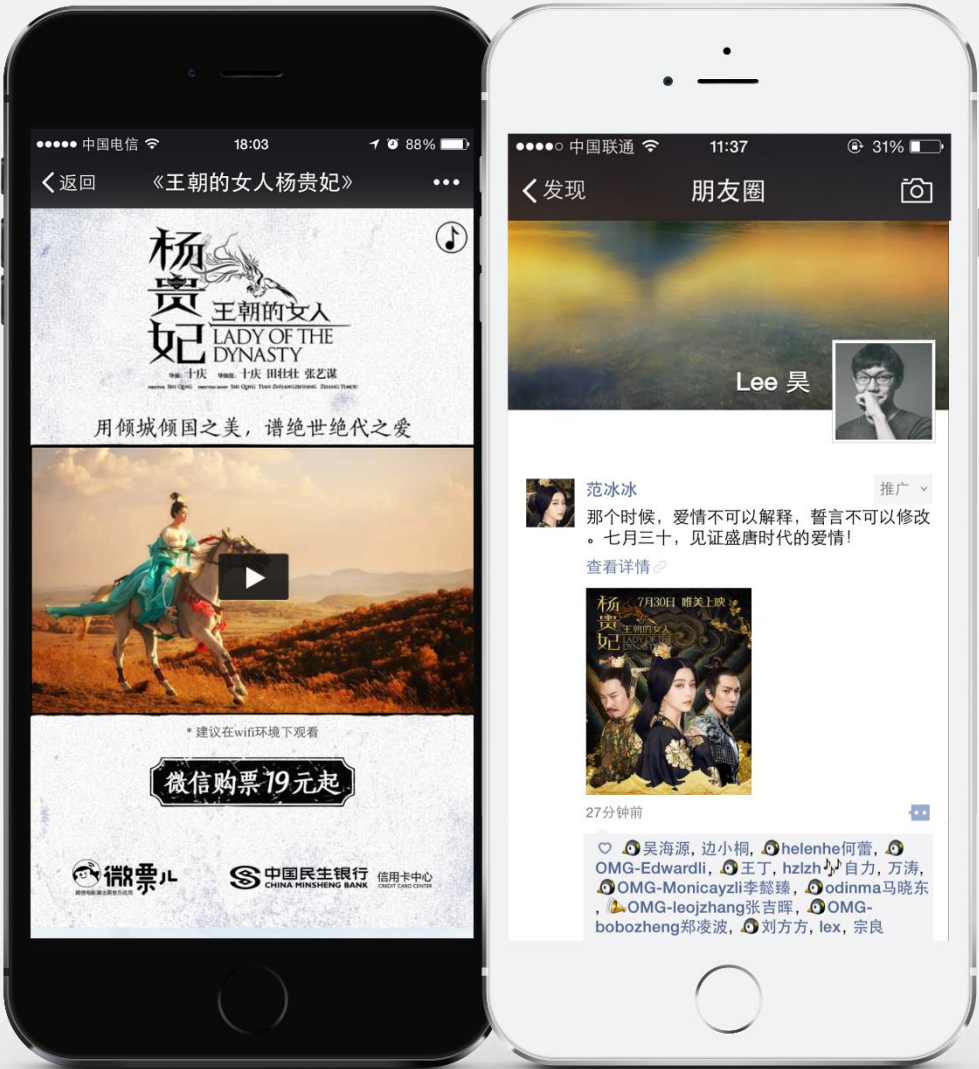 中国电信 18:03 88%
返回 《王朝的女人杨贵妃》
杨贵妃
王朝的女人
LADY OF THE
DYNASTY
导演：十庆 导演组：十庆 田壮壮 张艺谋
用倾城倾国之美，谱绝世绝代之爱
* 建议在wifi环境下观看
微信购票19元起
微票儿
中国民生银行 信用卡中心
CHINA MINSHENG BANK CREDIT CARD CENTER
中国联通 11:37 31%
发现 朋友圈
Lee 昊
范冰冰 推广
那个时候，爱情不可以解释，誓言不可以修改
。七月三十，见证盛唐时代的爱情！
查看详情
7月30日 唯美上映
杨贵妃
王朝的女人
LADY OF THE
DYNASTY
27分钟前
吴海源, 边小桐, helenhe何蕾,
OMG-Edwardli, 王丁, hzlzh🎶自力, 万涛,
OMG-Monicayzli李懿臻, odinma马晓东
, OMG-leojzhang张吉晖, OMG-
bobozheng郑凌波, 刘方方, lex, 宗良